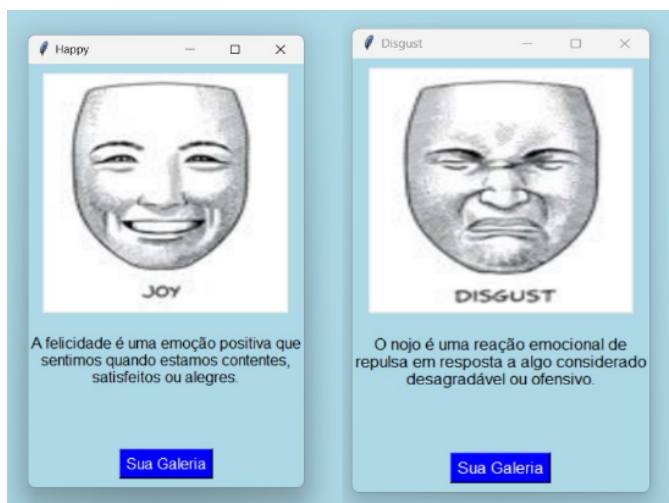 Happy
JOY
A felicidade é uma emoção positiva que
sentimos quando estamos contentes,
satisfeitos ou alegres.
Sua Galeria
Disgust
DISGUST
O nojo é uma reação emocional de
repulsa em resposta a algo considerado
desagradável ou ofensivo.
Sua Galeria